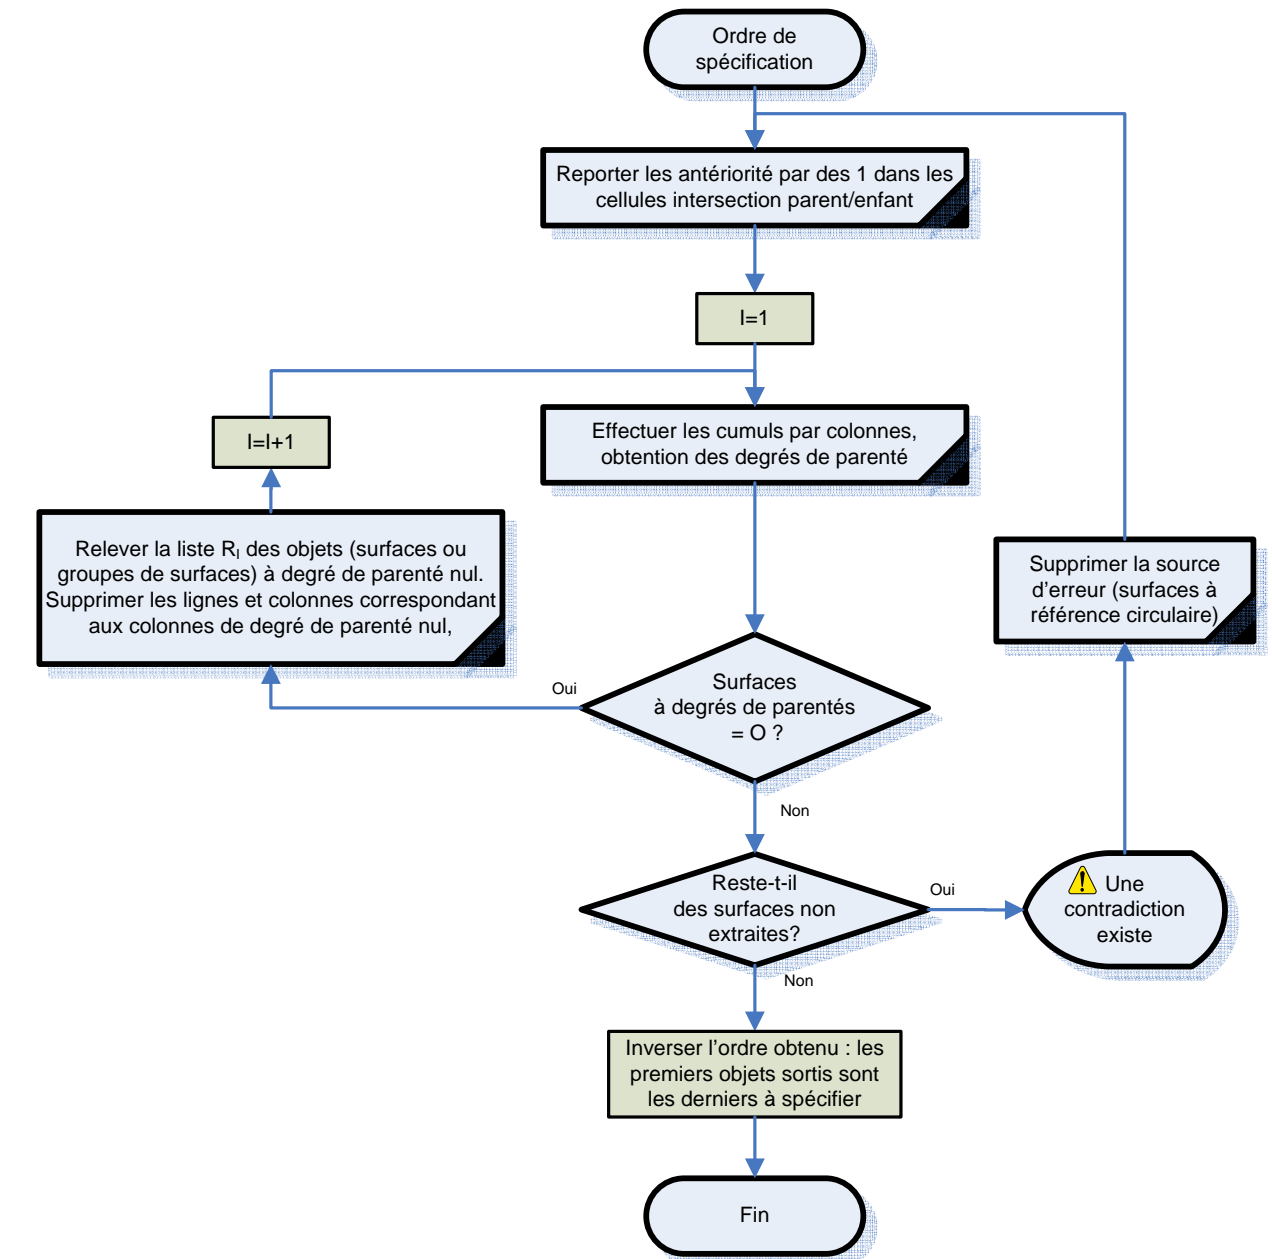 Ordre de
spécification
Reporter les antériorité par des 1 dans les
cellules intersection parent/enfant
I=1
I=I+1
Effectuer les cumuls par colonnes,
obtention des degrés de parenté
Relever la liste R_I des objets (surfaces ou
groupes de surfaces) à degré de parenté nul.
Supprimer les lignes et colonnes correspondant
aux colonnes de degré de parenté nul,
Supprimer la source
d'erreur (surfaces à
référence circulaire)
Oui
Surfaces
à degrés de parentés
= O ?
Non
Reste-t-il
des surfaces non
extraites?
Oui
Une
contradiction
existe
Non
Inverser l'ordre obtenu : les
premiers objets sortis sont
les derniers à spécifier
Fin